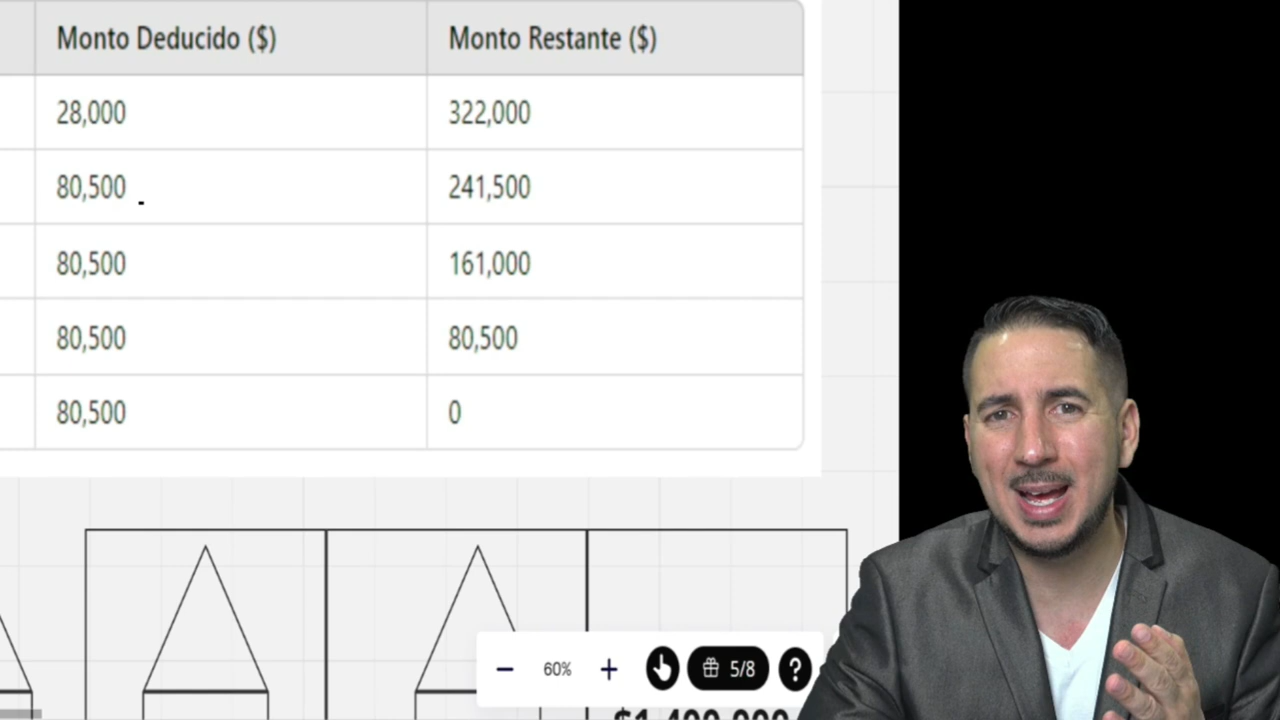 Monto Deducido ($) Monto Restante ($)
28,000 322,000
80,500 241,500
80,500 161,000
80,500 80,500
80,500 0
− 60% + 5/8 ?